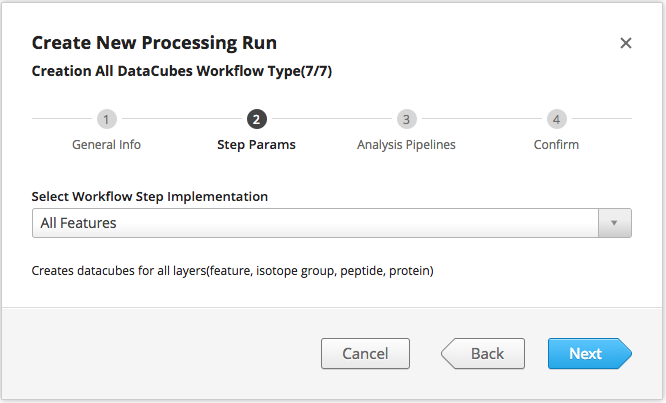 Create New Processing Run
Creation All DataCubes Workflow Type(7/7)
1 2 3 4
General Info Step Params Analysis Pipelines Confirm
Select Workflow Step Implementation
All Features
Creates datacubes for all layers(feature, isotope group, peptide, protein)
Cancel Back Next